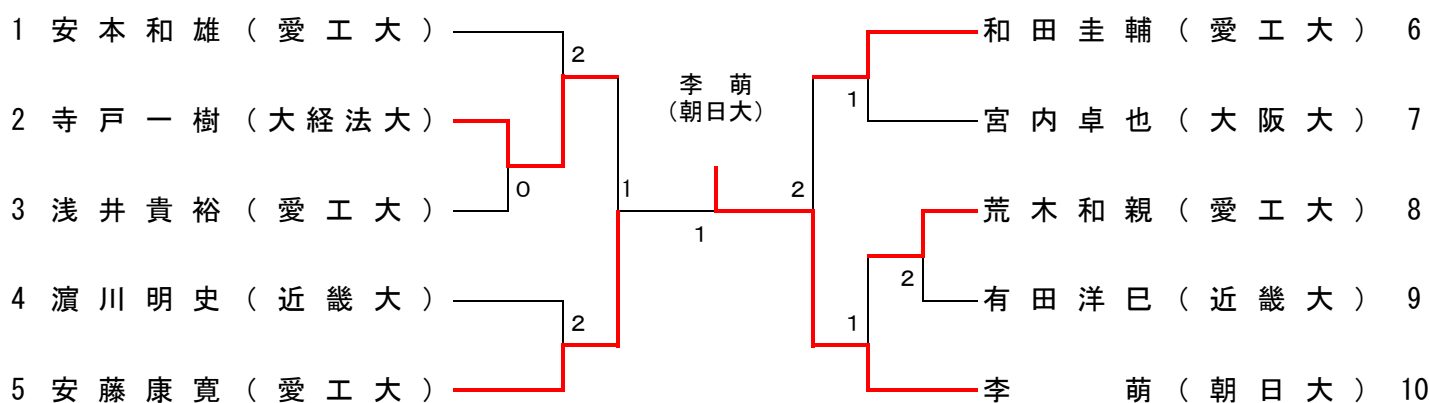 1 安本和雄（愛工大）
2
2 寺戸一樹（大経法大）
0
3 浅井貴裕（愛工大）
1
4 濵川明史（近畿大）
2
5 安藤康寛（愛工大）
李 萌
（朝日大）
1
和田圭輔（愛工大） 6
1
宮内卓也（大阪大） 7
2
荒木和親（愛工大） 8
2
有田洋巳（近畿大） 9
1
李 萌（朝日大） 10